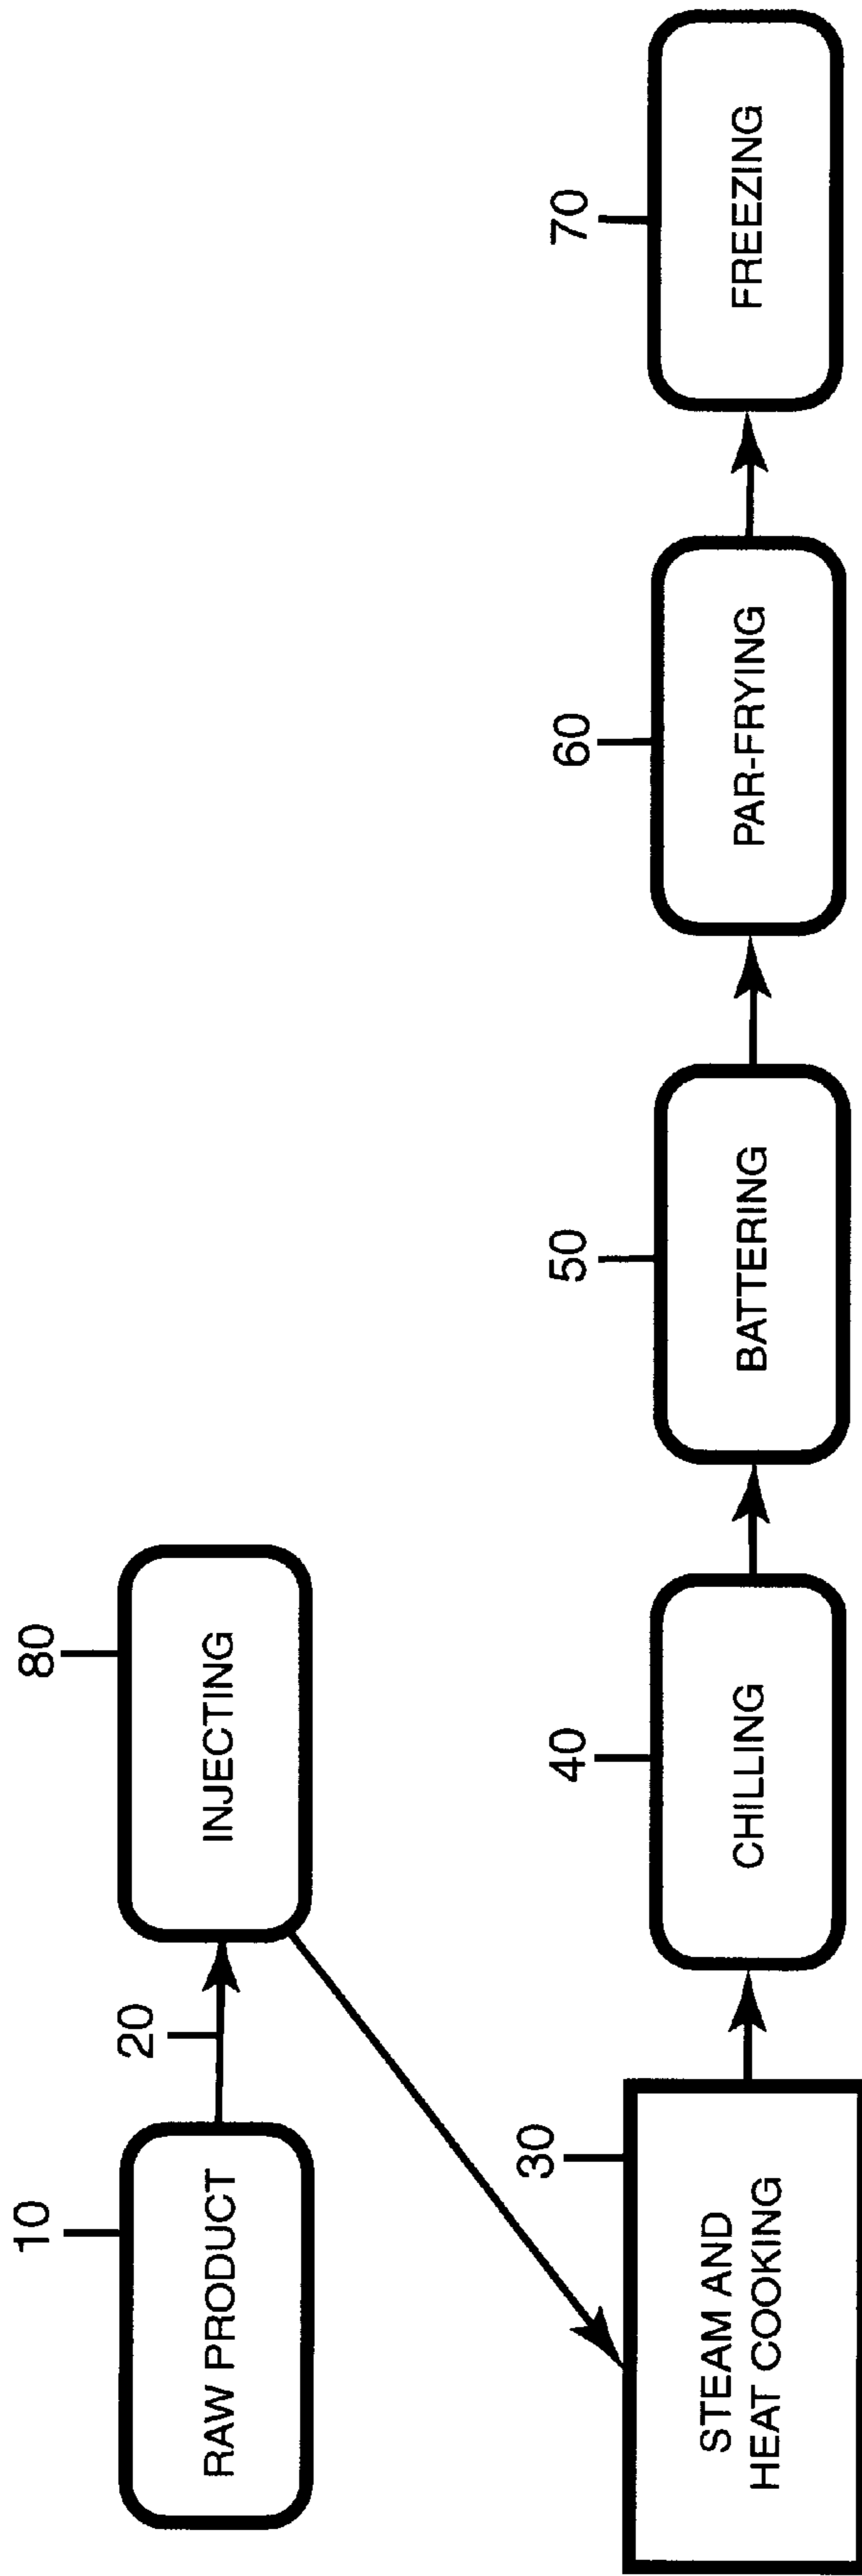 10
RAW PRODUCT
20
80
INJECTING
30
STEAM AND
HEAT COOKING
40
CHILLING
50
BATTERING
60
PAR-FRYING
70
FREEZING